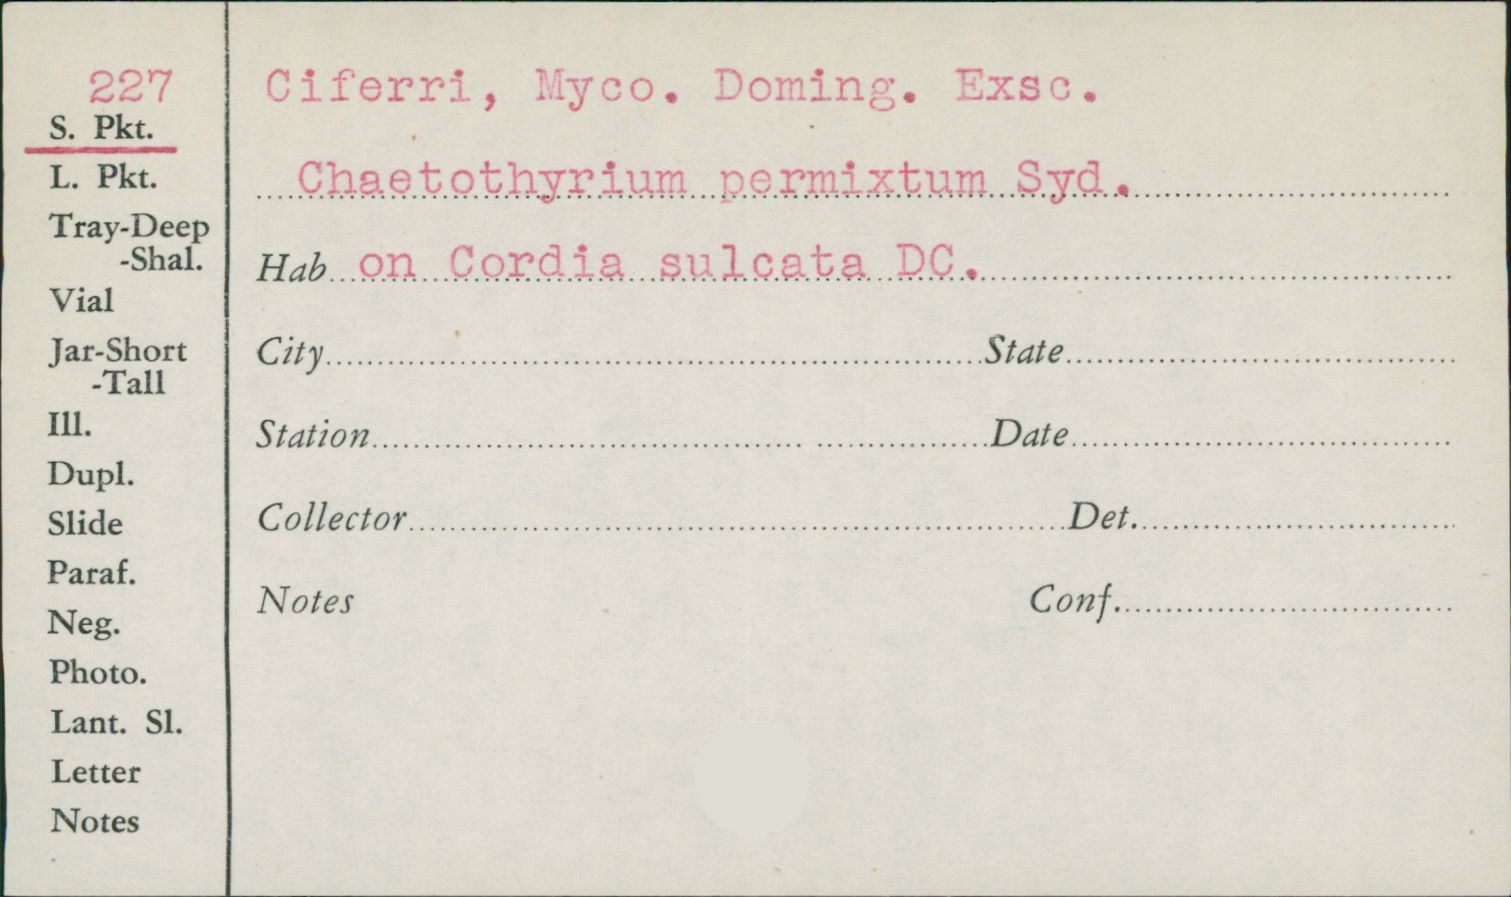 227
S. Pkt.
L. Pkt.
Tray-Deep
-Shal.
Vial
Jar-Short
-Tall
Ill.
Dupl.
Slide
Paraf.
Neg.
Photo.
Lant. Sl.
Letter
Notes
Ciferri, Myco. Doming. Exsc.
Chaetothyrium permixtum Syd.
Hab on Cordia sulcata DC.
City State
Station Date
Collector Det.
Notes Conf.